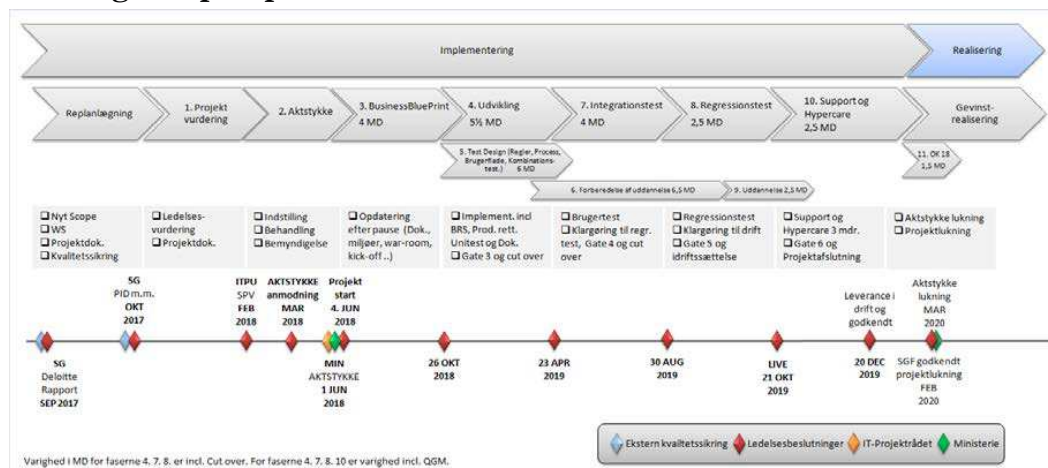 Implementering
Realisering
Replanlægning
1. Projekt
vurdering
2. Aktstykke
3. BusinessBluePrint
4 MD
4. Udvikling
5½ MD
7. Integrationstest
4 MD
8. Regressionstest
2,5 MD
10. Support og
Hypercare
2,5 MD
Gevinst-
realisering
5. Test Design (Regler, Process,
Brugerflade, Kombinations-
test.) 6 MD
11. OK 18
1,5 MD
6. Forberedelse af uddannelse 6,5 MD
9. Uddannelse 2,5 MD
Nyt Scope
WS
Projektdok.
Kvalitetssikring
Ledelses-
vurdering
Projektdok.
Indstilling
Behandling
Bemyndigelse
Opdatering
efter pause (Dok.,
miljøer, war-room,
kick-off ..)
Implement. incl
BRS, Prod. rett.
Unitest og Dok.
Gate 3 og cut over
Brugertest
Klargøring til regr.
test, Gate 4 og cut
over
Regressionstest
Klargøring til drift
Gate 5 og
idriftssættelse
Support og
Hypercare 3 mdr.
Gate 6 og
Projektafslutning
Aktstykke lukning
Projektlukning
SG
PID m.m.
OKT
2017
ITPU
SPV
FEB
2018
AKTSTYKKE
anmodning
MAR
2018
Projekt
start
4. JUN
2018
Leverance i
drift og
godkendt
Aktstykke
lukning
MAR
2020
SG
Deloitte
Rapport
SEP 2017
MIN
AKTSTYKKE
1 JUN
2018
26 OKT
2018
23 APR
2019
30 AUG
2019
LIVE
21 OKT
2019
20 DEC
2019
SGF godkendt
projektlukning
FEB
2020
Ekstern kvalitetssikring
Ledelsesbeslutninger
IT-Projektrådet
Ministerie
Varighed i MD for faserne 4. 7. 8. er incl. Cut over. For faserne 4. 7. 8. 10 er varighed incl. QGM.